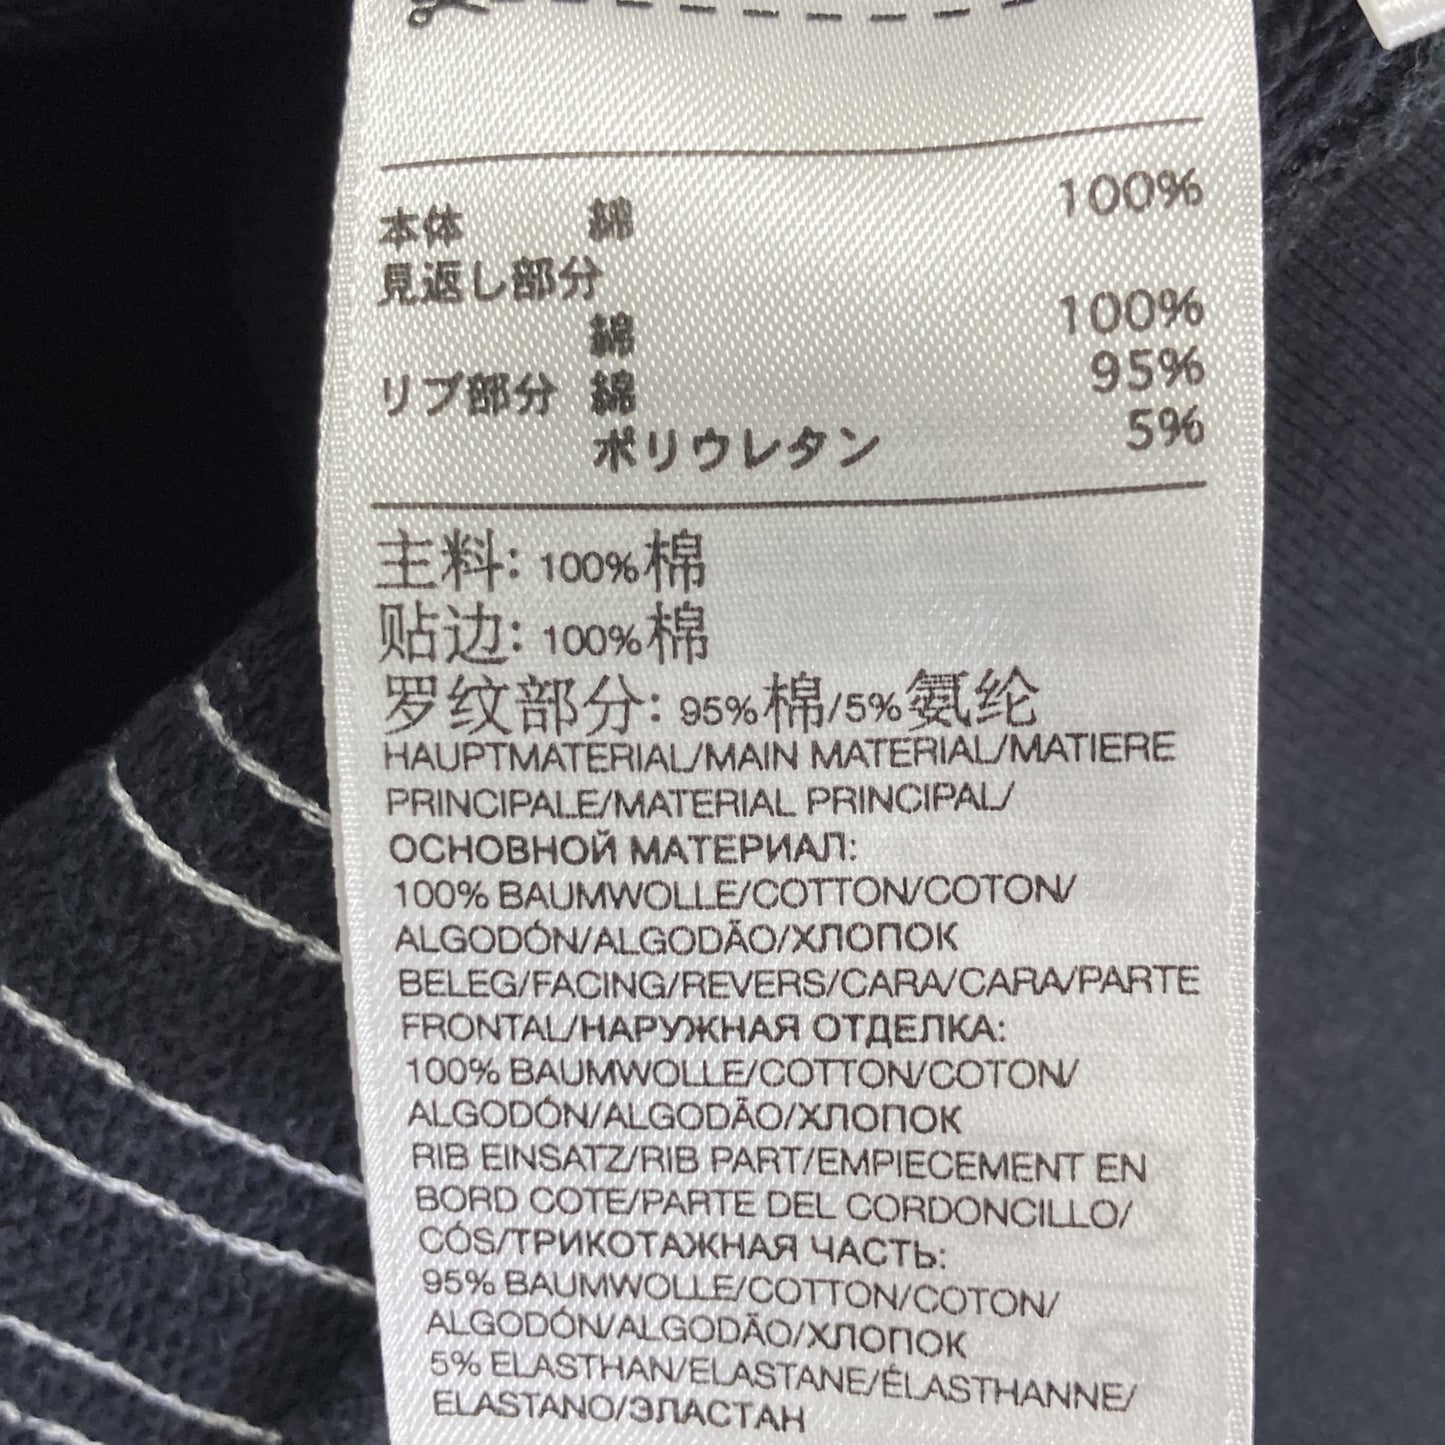 本体 綿 100%
見返し部分
綿 100%
リブ部分 綿 95%
ポリウレタン 5%
主料: 100%棉
贴边: 100%棉
罗纹部分: 95%棉/5%氨纶
HAUPTMATERIAL/MAIN MATERIAL/MATIERE
PRINCIPALE/MATERIAL PRINCIPAL/
ОСНОВНОЙ МАТЕРИАЛ:
100% BAUMWOLLE/COTTON/COTON/
ALGODÓN/ALGODÃO/ХЛОПОК
BELEG/FACING/REVERS/CARA/CARA/PARTE
FRONTAL/НАРУЖНАЯ ОТДЕЛКА:
100% BAUMWOLLE/COTTON/COTON/
ALGODÓN/ALGODÃO/ХЛОПОК
RIB EINSATZ/RIB PART/EMPIECEMENT EN
BORD COTE/PARTE DEL CORDONCILLO/
CÓS/ТРИКОТАЖНАЯ ЧАСТЬ:
95% BAUMWOLLE/COTTON/COTON/
ALGODÓN/ALGODÃO/ХЛОПОК
5% ELASTHAN/ELASTANE/ÉLASTHANNE/
ELASTANO/ЭЛАСТАН